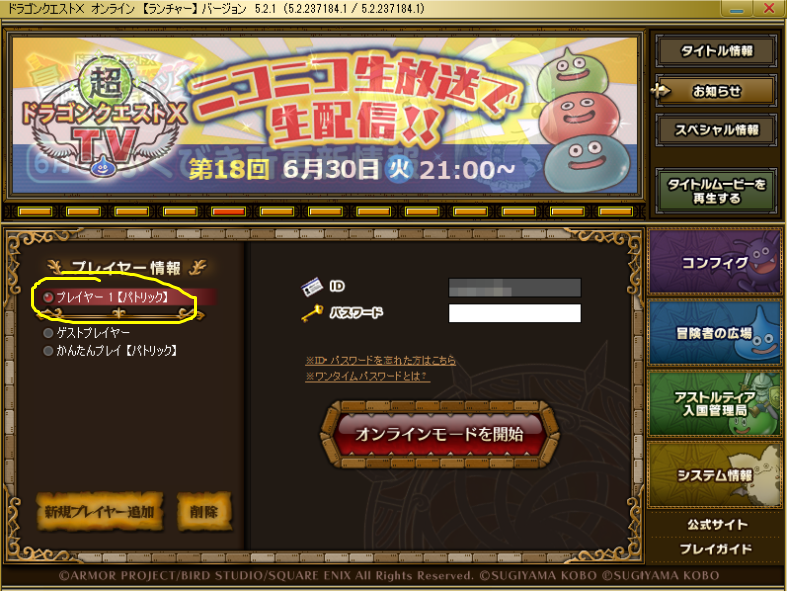 ドラゴンクエストX オンライン 【ランチャー】 バージョン 5.2.1 (5.2.237184.1 / 5.2.237184.1)
超
ドラゴンクエストX
TV
ニコニコ生放送で
生配信!!
第18回 6月30日 火 21:00~
タイトル情報
お知らせ
スペシャル情報
タイトルムービーを
再生する
プレイヤー情報
プレイヤー 1【パトリック】
ゲストプレイヤー
かんたんプレイ【パトリック】
新規プレイヤー追加
削除
ID
パスワード
※ID・パスワードを忘れた方はこちら
※ワンタイムパスワードとは?
オンラインモードを開始
コンフィグ
冒険者の広場
アストルティア
入国管理局
システム情報
公式サイト
プレイガイド
©ARMOR PROJECT/BIRD STUDIO/SQUARE ENIX All Rights Reserved. ©SUGIYAMA KOBO ℗SUGIYAMA KOBO